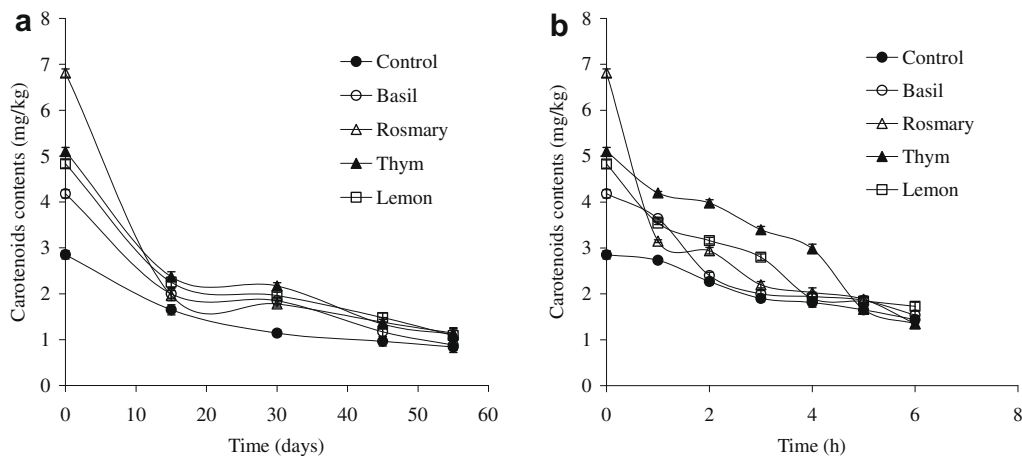 a
8
7
6
5
4
3
2
1
0
Carotenoids contents (mg/kg)
0 10 20 30 40 50 60
Time (days)
Control
Basil
Rosmary
Thym
Lemon
b
8
7
6
5
4
3
2
1
0
Carotenoids contents (mg/kg)
0 2 4 6 8
Time (h)
Control
Basil
Rosmary
Thym
Lemon